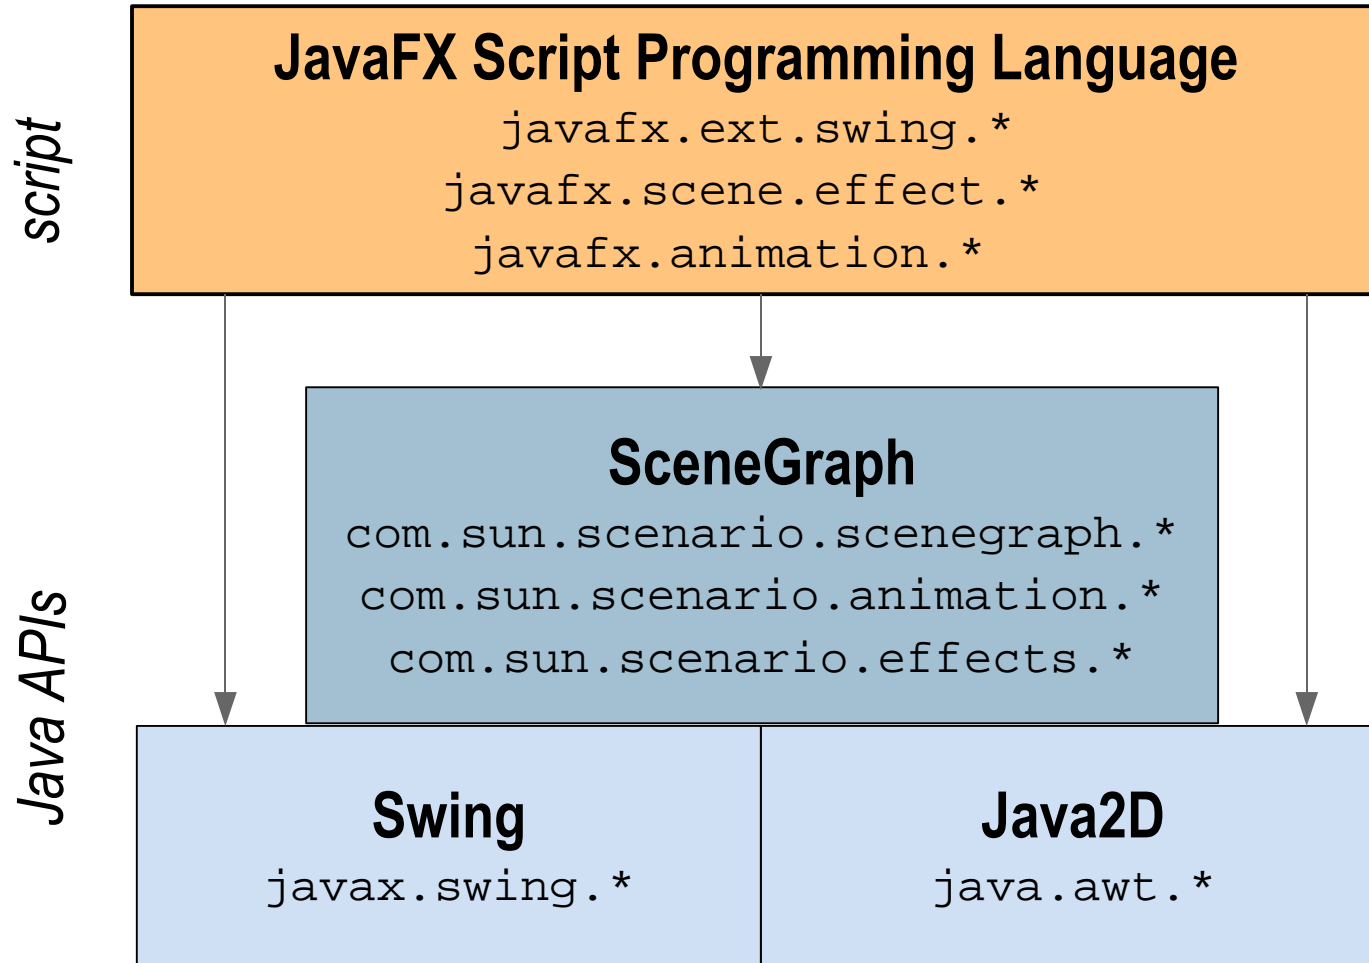 script
JavaFX Script Programming Language
javafx.ext.swing.*
javafx.scene.effect.*
javafx.animation.*
Java APIs
SceneGraph
com.sun.scenario.scenegraph.*
com.sun.scenario.animation.*
com.sun.scenario.effects.*
Swing
javax.swing.*
Java2D
java.awt.*